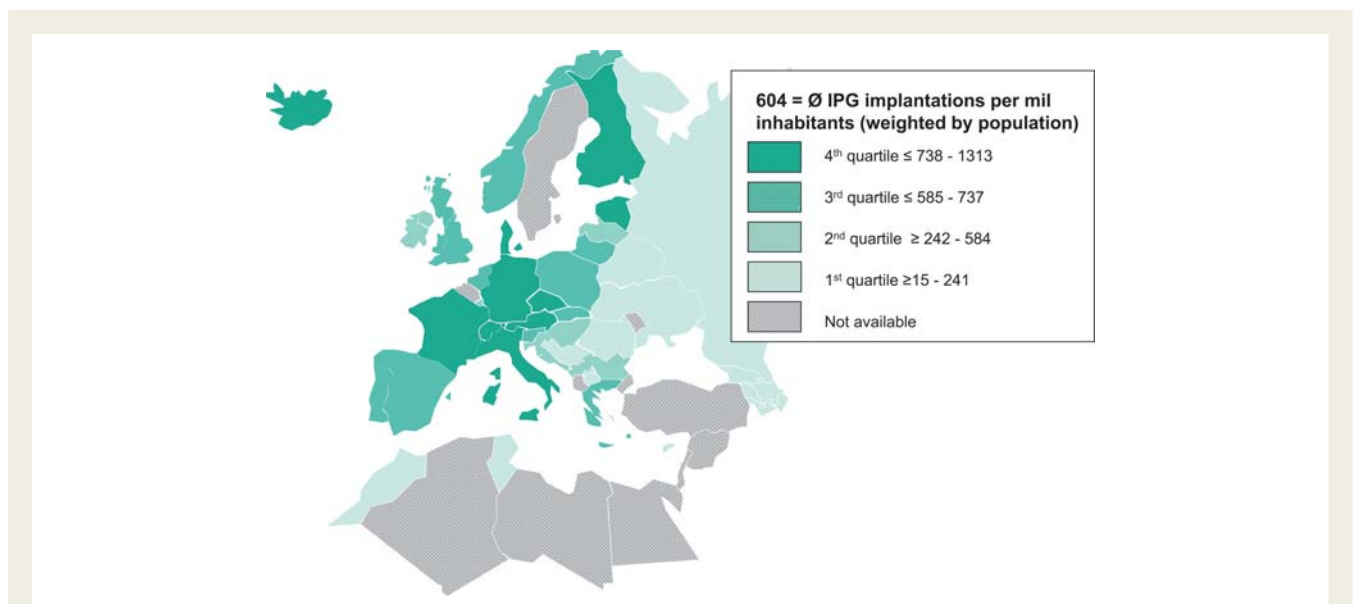 604 = Ø IPG implantations per mil
inhabitants (weighted by population)
4th quartile ≤ 738 - 1313
3rd quartile ≤ 585 - 737
2nd quartile ≥ 242 - 584
1st quartile ≥15 - 241
Not available